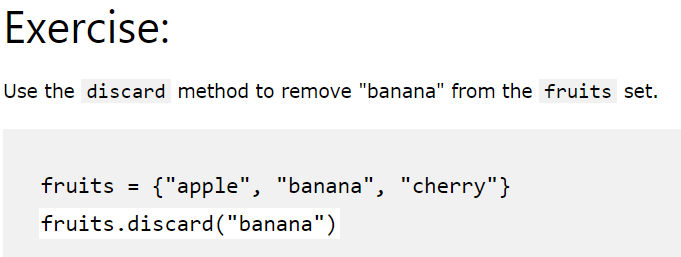 Exercise:
Use the discard method to remove "banana" from the fruits set.
fruits = {"apple", "banana", "cherry"}
fruits.discard("banana")